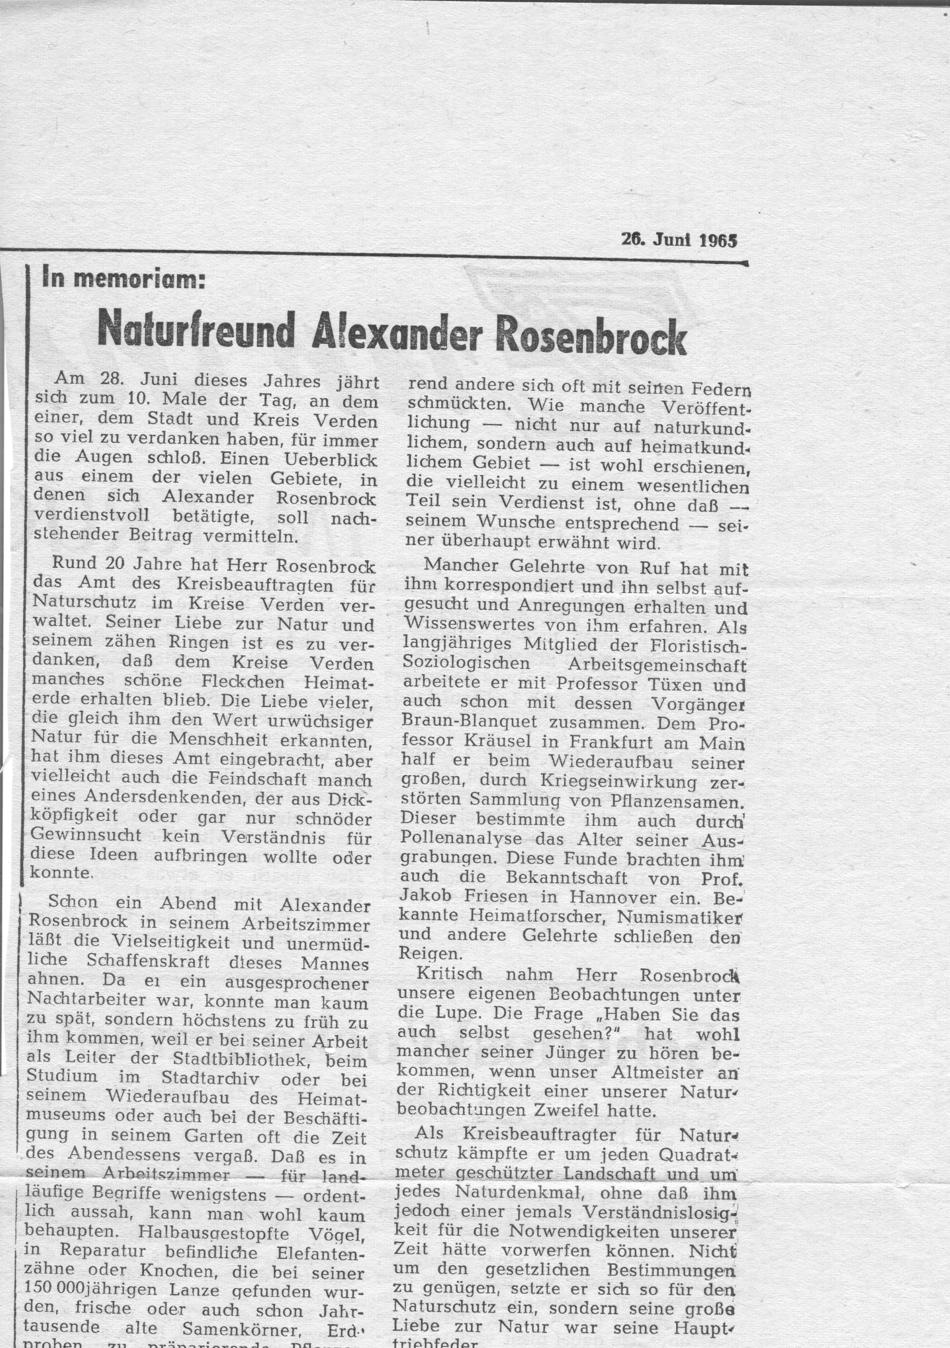 26. Juni 1965
In memoriam:
Naturfreund Alexander Rosenbrock
Am 28. Juni dieses Jahres jährt
sich zum 10. Male der Tag, an dem
einer, dem Stadt und Kreis Verden
so viel zu verdanken haben, für immer
die Augen schloß. Einen Ueberblick
aus einem der vielen Gebiete, in
denen sich Alexander Rosenbrock
verdienstvoll betätigte, soll nach-
stehender Beitrag vermitteln.
Rund 20 Jahre hat Herr Rosenbrock
das Amt des Kreisbeauftragten für
Naturschutz im Kreise Verden ver-
waltet. Seiner Liebe zur Natur und
seinem zähen Ringen ist es zu ver-
danken, daß dem Kreise Verden
manches schöne Fleckchen Heimat-
erde erhalten blieb. Die Liebe vieler,
die gleich ihm den Wert urwüchsiger
Natur für die Menschheit erkannten,
hat ihm dieses Amt eingebracht, aber
vielleicht auch die Feindschaft manch
eines Andersdenkenden, der aus Dick-
köpfigkeit oder gar nur schnöder
Gewinnsucht kein Verständnis für
diese Ideen aufbringen wollte oder
konnte.
Schon ein Abend mit Alexander
Rosenbrock in seinem Arbeitszimmer
läßt die Vielseitigkeit und unermüd-
liche Schaffenskraft dieses Mannes
ahnen. Da er ein ausgesprochener
Nachtarbeiter war, konnte man kaum
zu spät, sondern höchstens zu früh zu
ihm kommen, weil er bei seiner Arbeit
als Leiter der Stadtbibliothek, beim
Studium im Stadtarchiv oder bei
seinem Wiederaufbau des Heimat-
museums oder auch bei der Beschäfti-
gung in seinem Garten oft die Zeit
des Abendessens vergaß. Daß es in
seinem Arbeitszimmer — für land-
läufige Begriffe wenigstens — ordent-
lich aussah, kann man wohl kaum
behaupten. Halbausgestopfte Vögel,
in Reparatur befindliche Elefanten-
zähne oder Knochen, die bei seiner
150 000jährigen Lanze gefunden wur-
den, frische oder auch schon Jahr-
tausende alte Samenkörner, Erd-
proben, zu präparierende Pflanz
rend andere sich oft mit seinen Federn
schmückten. Wie manche Veröffent-
lichung — nicht nur auf naturkund-
lichem, sondern auch auf heimatkund-
lichem Gebiet — ist wohl erschienen,
die vielleicht zu einem wesentlichen
Teil sein Verdienst ist, ohne daß —
seinem Wunsche entsprechend — sei-
ner überhaupt erwähnt wird.
Mancher Gelehrte von Ruf hat mit
ihm korrespondiert und ihn selbst auf-
gesucht und Anregungen erhalten und
Wissenswertes von ihm erfahren. Als
langjähriges Mitglied der Floristisch-
Soziologischen Arbeitsgemeinschaft
arbeitete er mit Professor Tüxen und
auch schon mit dessen Vorgänger
Braun-Blanquet zusammen. Dem Pro-
fessor Kräusel in Frankfurt am Main
half er beim Wiederaufbau seiner
großen, durch Kriegseinwirkung zer-
störten Sammlung von Pflanzensamen.
Dieser bestimmte ihm auch durch
Pollenanalyse das Alter seiner Aus-
grabungen. Diese Funde brachten ihm
auch die Bekanntschaft von Prof.
Jakob Friesen in Hannover ein. Be-
kannte Heimatforscher, Numismatiker
und andere Gelehrte schließen den
Reigen.
Kritisch nahm Herr Rosenbrock
unsere eigenen Beobachtungen unter
die Lupe. Die Frage „Haben Sie das
auch selbst gesehen?" hat wohl
mancher seiner Jünger zu hören be-
kommen, wenn unser Altmeister an
der Richtigkeit einer unserer Natur-
beobachtungen Zweifel hatte.
Als Kreisbeauftragter für Natur-
schutz kämpfte er um jeden Quadrat-
meter geschützter Landschaft und um
jedes Naturdenkmal, ohne daß ihm
jedoch einer jemals Verständnislosig-
keit für die Notwendigkeiten unserer
Zeit hätte vorwerfen können. Nicht
um den gesetzlichen Bestimmungen
zu genügen, setzte er sich so für den
Naturschutz ein, sondern seine große
Liebe zur Natur war seine Haupt-
triebfeder.